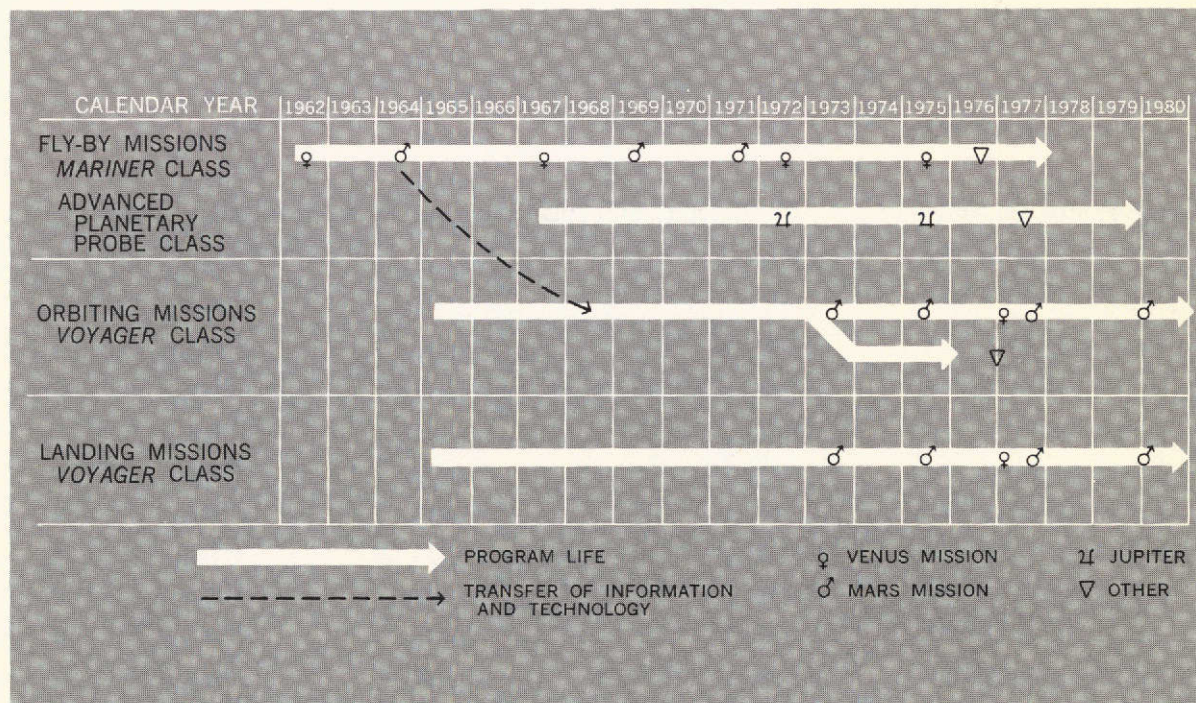 CALENDAR YEAR 1962 1963 1964 1965 1966 1967 1968 1969 1970 1971 1972 1973 1974 1975 1976 1977 1978 1979 1980
FLY-BY MISSIONS
MARINER CLASS
♀ ♂ ♀ ♂ ♂ ♀ ♀ ▽
ADVANCED
PLANETARY
PROBE CLASS
♃ ♃ ▽
ORBITING MISSIONS
VOYAGER CLASS
♂ ♂ ♀ ♂ ♂
▽
LANDING MISSIONS
VOYAGER CLASS
♂ ♂ ♀ ♂ ♂
PROGRAM LIFE
TRANSFER OF INFORMATION
AND TECHNOLOGY
♀ VENUS MISSION
♂ MARS MISSION
♃ JUPITER
▽ OTHER